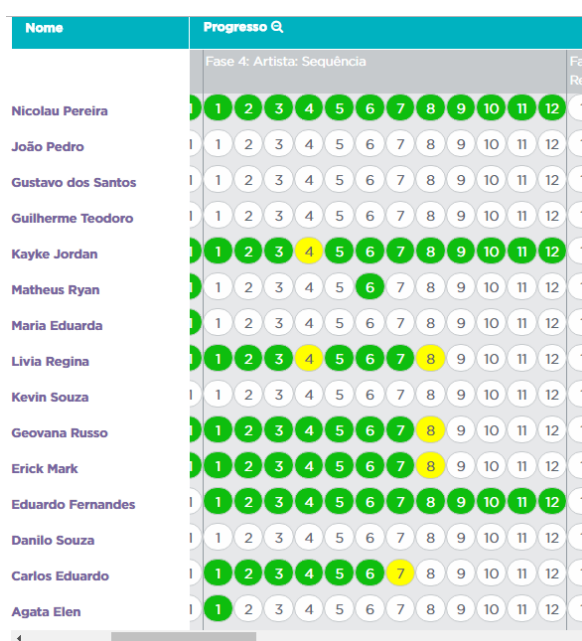 Nome Progresso
Fase 4: Artista: Sequência Fa
Re
Nicolau Pereira 1 1 2 3 4 5 6 7 8 9 10 11 12
João Pedro 1 2 3 4 5 6 7 8 9 10 11 12
Gustavo dos Santos 1 2 3 4 5 6 7 8 9 10 11 12
Guilherme Teodoro 1 2 3 4 5 6 7 8 9 10 11 12
Kayke Jordan 1 2 3 4 5 6 7 8 9 10 11 12
Matheus Ryan 1 2 3 4 5 6 7 8 9 10 11 12
Maria Eduarda 1 2 3 4 5 6 7 8 9 10 11 12
Livia Regina 1 2 3 4 5 6 7 8 9 10 11 12
Kevin Souza 1 2 3 4 5 6 7 8 9 10 11 12
Geovana Russo 1 2 3 4 5 6 7 8 9 10 11 12
Erick Mark 1 2 3 4 5 6 7 8 9 10 11 12
Eduardo Fernandes 1 2 3 4 5 6 7 8 9 10 11 12
Danilo Souza 1 2 3 4 5 6 7 8 9 10 11 12
Carlos Eduardo 1 2 3 4 5 6 7 8 9 10 11 12
Agata Elen 1 2 3 4 5 6 7 8 9 10 11 12